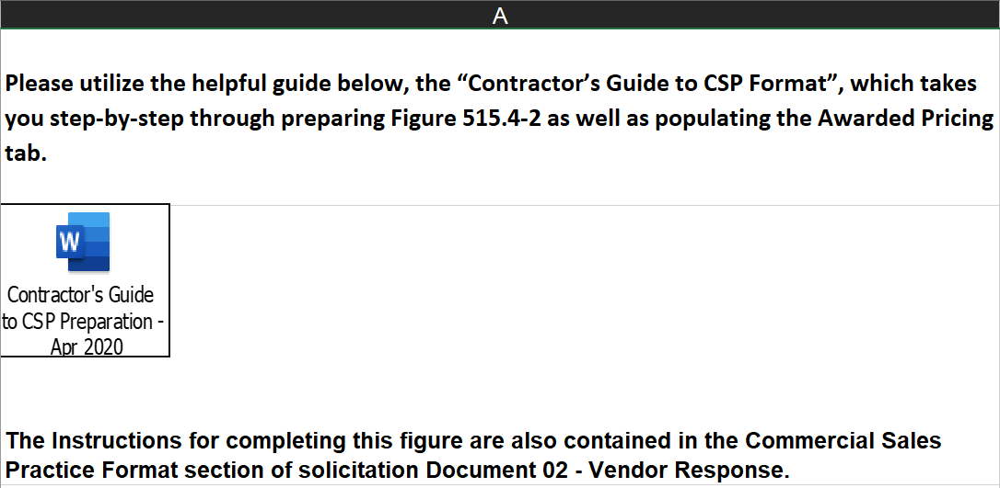 A
Please utilize the helpful guide below, the “Contractor’s Guide to CSP Format”, which takes
you step-by-step through preparing Figure 515.4-2 as well as populating the Awarded Pricing
tab.
W
Contractor's Guide
to CSP Preparation -
Apr 2020
The Instructions for completing this figure are also contained in the Commercial Sales
Practice Format section of solicitation Document 02 - Vendor Response.